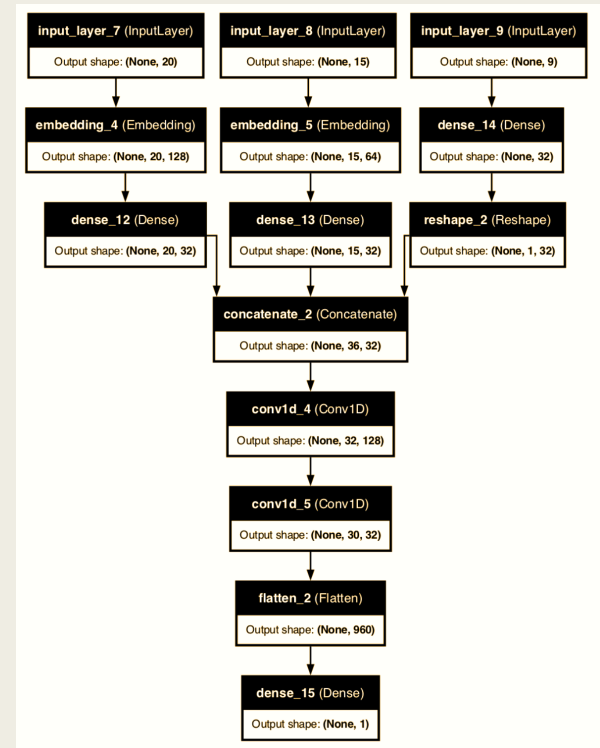 input_layer_7 (InputLayer)
Output shape: (None, 20)
input_layer_8 (InputLayer)
Output shape: (None, 15)
input_layer_9 (InputLayer)
Output shape: (None, 9)
embedding_4 (Embedding)
Output shape: (None, 20, 128)
embedding_5 (Embedding)
Output shape: (None, 15, 64)
dense_14 (Dense)
Output shape: (None, 32)
dense_12 (Dense)
Output shape: (None, 20, 32)
dense_13 (Dense)
Output shape: (None, 15, 32)
reshape_2 (Reshape)
Output shape: (None, 1, 32)
concatenate_2 (Concatenate)
Output shape: (None, 36, 32)
conv1d_4 (Conv1D)
Output shape: (None, 32, 128)
conv1d_5 (Conv1D)
Output shape: (None, 30, 32)
flatten_2 (Flatten)
Output shape: (None, 960)
dense_15 (Dense)
Output shape: (None, 1)